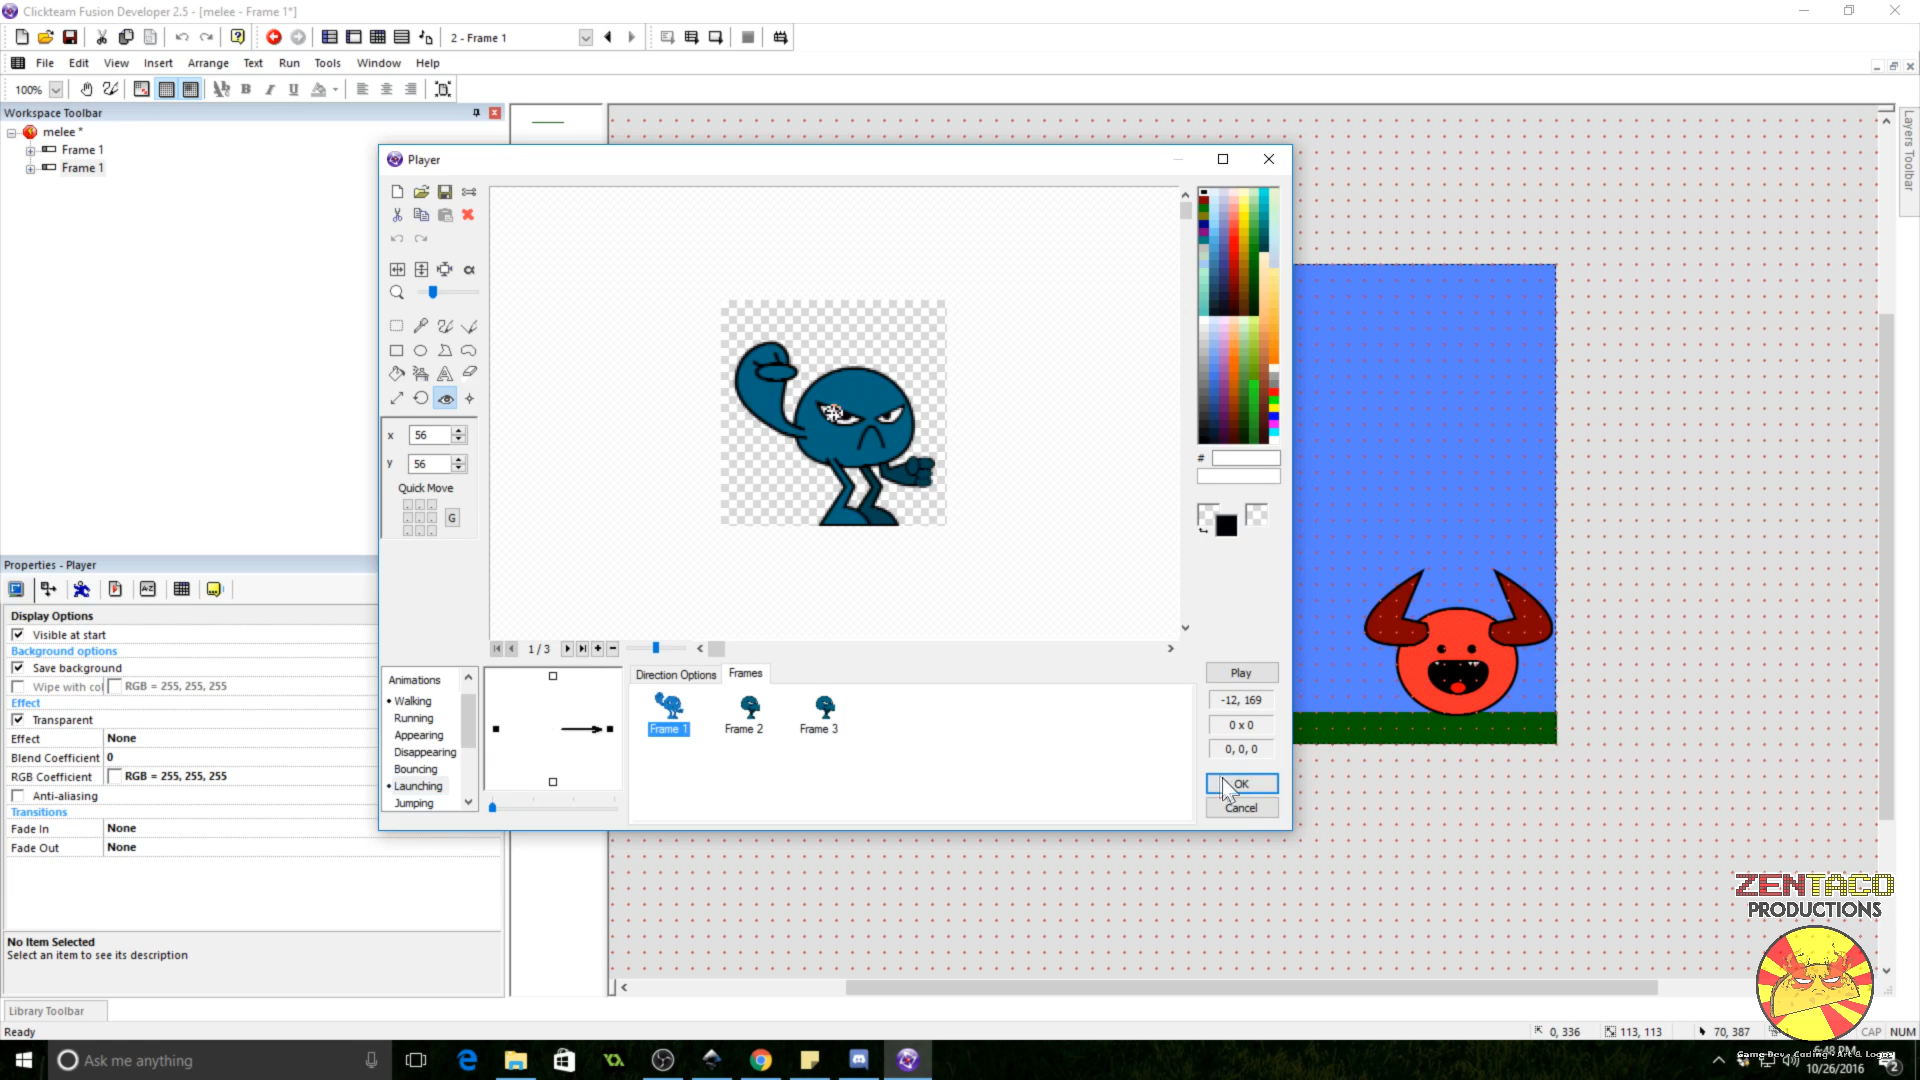 Clickteam Fusion Developer 2.5 - [melee - Frame 1*]
2 - Frame 1
File Edit View Insert Arrange Text Run Tools Window Help
100%
Workspace Toolbar
melee *
Frame 1
Frame 1
Layers Toolbar
Player
x 56
y 56
Quick Move
G
#
1 / 3
Animations
Walking
Running
Appearing
Disappearing
Bouncing
Launching
Jumping
Direction Options Frames
Frame 1 Frame 2 Frame 3
Play
-12, 169
0 x 0
0, 0, 0
OK
Cancel
Properties - Player
Display Options
Visible at start
Background options
Save background
Wipe with col RGB = 255, 255, 255
Effect
Transparent
Effect None
Blend Coefficient 0
RGB Coefficient RGB = 255, 255, 255
Anti-aliasing
Transitions
Fade In None
Fade Out None
No Item Selected
Select an item to see its description
Library Toolbar
Ready
0, 336 113, 113 70, 387 CAP NUM
ZENTACO
PRODUCTIONS
Ask me anything
10/26/2016
2